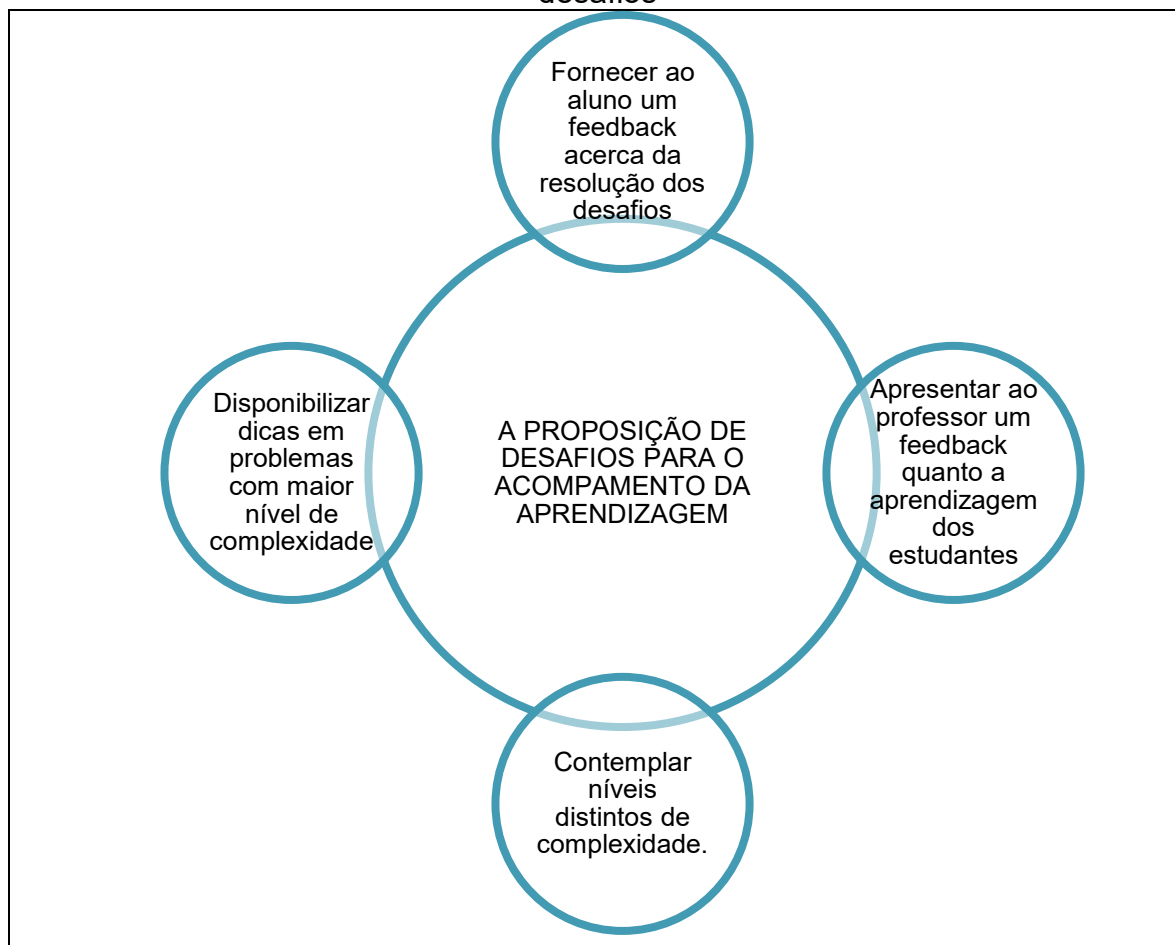 desafios
Fornecer ao
aluno um
feedback
acerca da
resolução dos
desafios
Disponibilizar
dicas em
problemas
com maior
nível de
complexidade
A PROPOSIÇÃO DE
DESAFIOS PARA O
ACOMPAMENTO DA
APRENDIZAGEM
Apresentar ao
professor um
feedback
quanto a
aprendizagem
dos
estudantes
Contemplar
níveis
distintos de
complexidade.